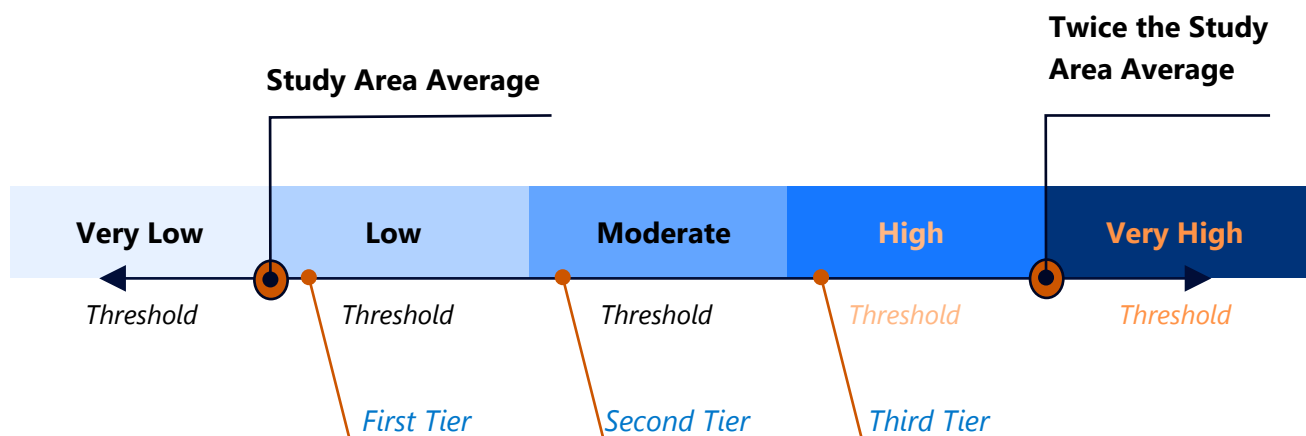 Twice the Study
Area Average
Study Area Average
Very Low
Low
Moderate
High
Very High
Threshold
Threshold
Threshold
Threshold
Threshold
First Tier
Second Tier
Third Tier